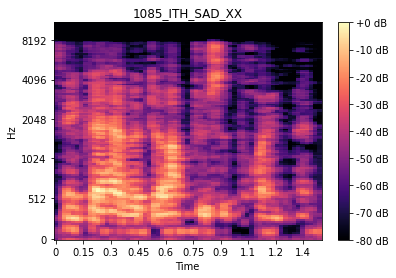 1085_ITH_SAD_XX
+0 dB
8192
-10 dB
4096
-20 dB
-30 dB
2048
Hz
-40 dB
1024
-50 dB
512
-60 dB
-70 dB
0
-80 dB
0 0.15 0.3 0.45 0.6 0.75 0.9 1.1 1.2 1.4
Time